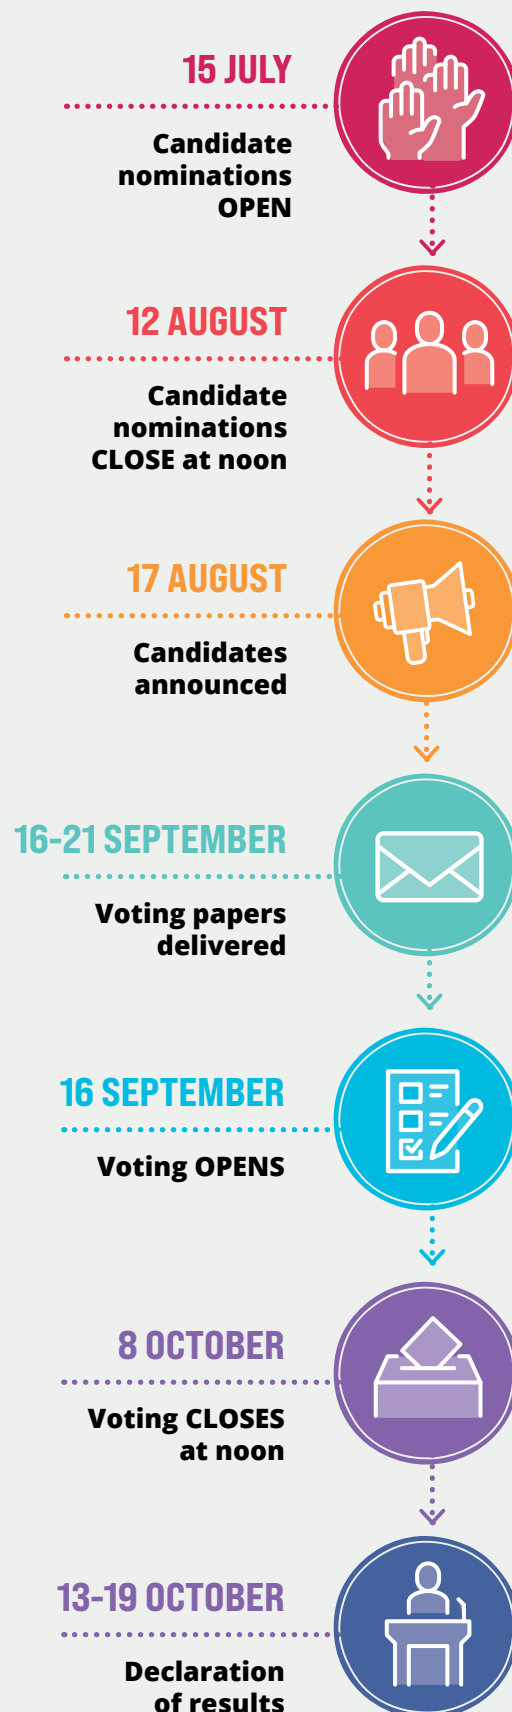 15 JULY
Candidate
nominations
OPEN
12 AUGUST
Candidate
nominations
CLOSE at noon
17 AUGUST
Candidates
announced
16-21 SEPTEMBER
Voting papers
delivered
16 SEPTEMBER
Voting OPENS
8 OCTOBER
Voting CLOSES
at noon
13-19 OCTOBER
Declaration
of results